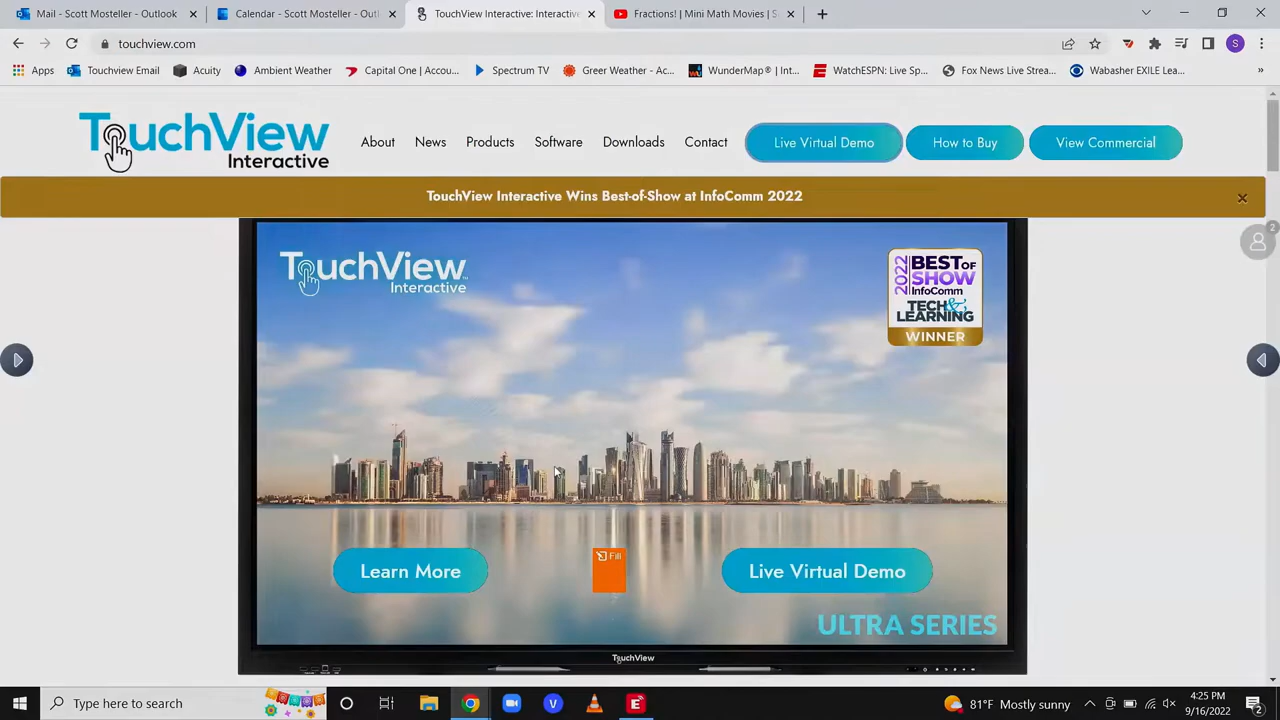 Mail - Scott Mosteller - Outlook
Calendar - Scott Mosteller - Outl
TouchView Interactive: Interactive
Fractions! | Mini Math Movies | S
touchview.com
S
Apps
Touchview Email
Acuity
Ambient Weather
Capital One | Accou...
Spectrum TV
Greer Weather - Ac...
WunderMap® | Int...
WatchESPN: Live Sp...
Fox News Live Strea...
Wabasher EXILE Lea...
»
TouchView
Interactive
About
News
Products
Software
Downloads
Contact
Live Virtual Demo
How to Buy
View Commercial
TouchView Interactive Wins Best-of-Show at InfoComm 2022
2
TouchView
Interactive
2022
BEST OF
SHOW
InfoComm
TECH&
LEARNING
WINNER
Learn More
Live Virtual Demo
ULTRA SERIES
TouchView
Type here to search
V
E
81°F Mostly sunny
4:25 PM
9/16/2022
2